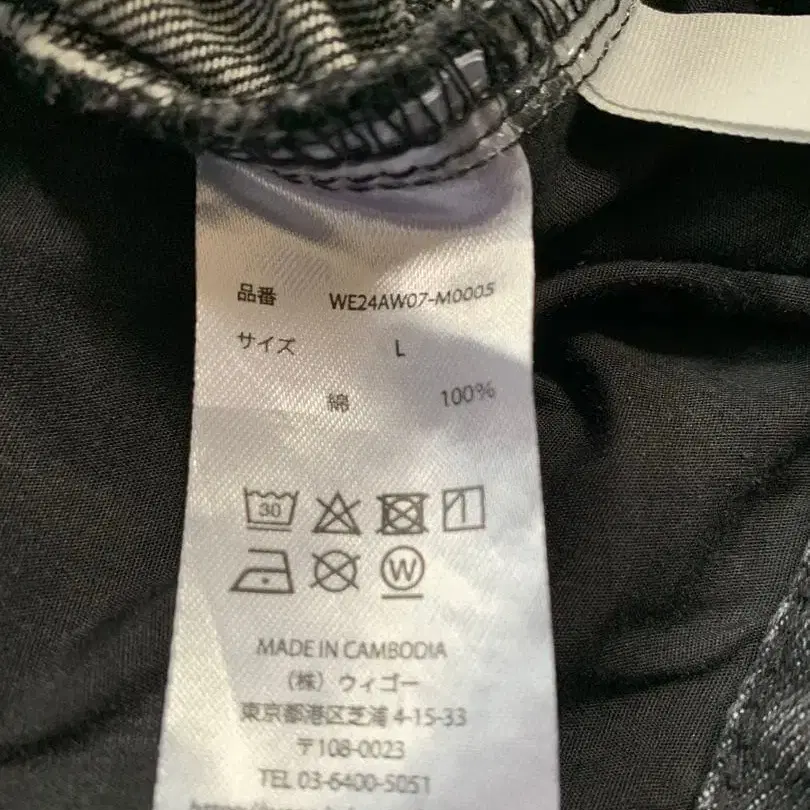 品番 WE24AW07-M0005
サイズ L
綿 100%
30
W
MADE IN CAMBODIA
（株）ウィゴー
東京都港区芝浦 4-15-33
〒108-0023
TEL 03-6400-5051